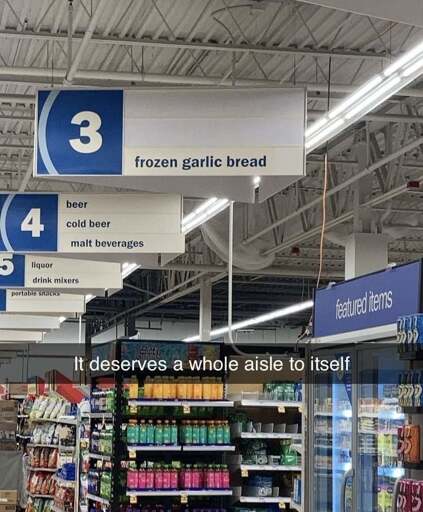 3
frozen garlic bread
4
beer
cold beer
malt beverages
5
liquor
drink mixers
portable snacks
featured items
It deserves a whole aisle to itself